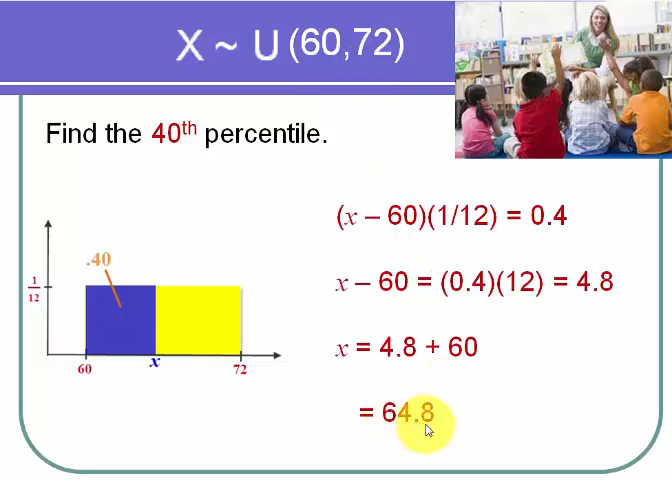 X ~ U (60,72)
Find the 40th percentile.
(x – 60)(1/12) = 0.4
x – 60 = (0.4)(12) = 4.8
x = 4.8 + 60
= 64.8
.40
1
12
60
x
72